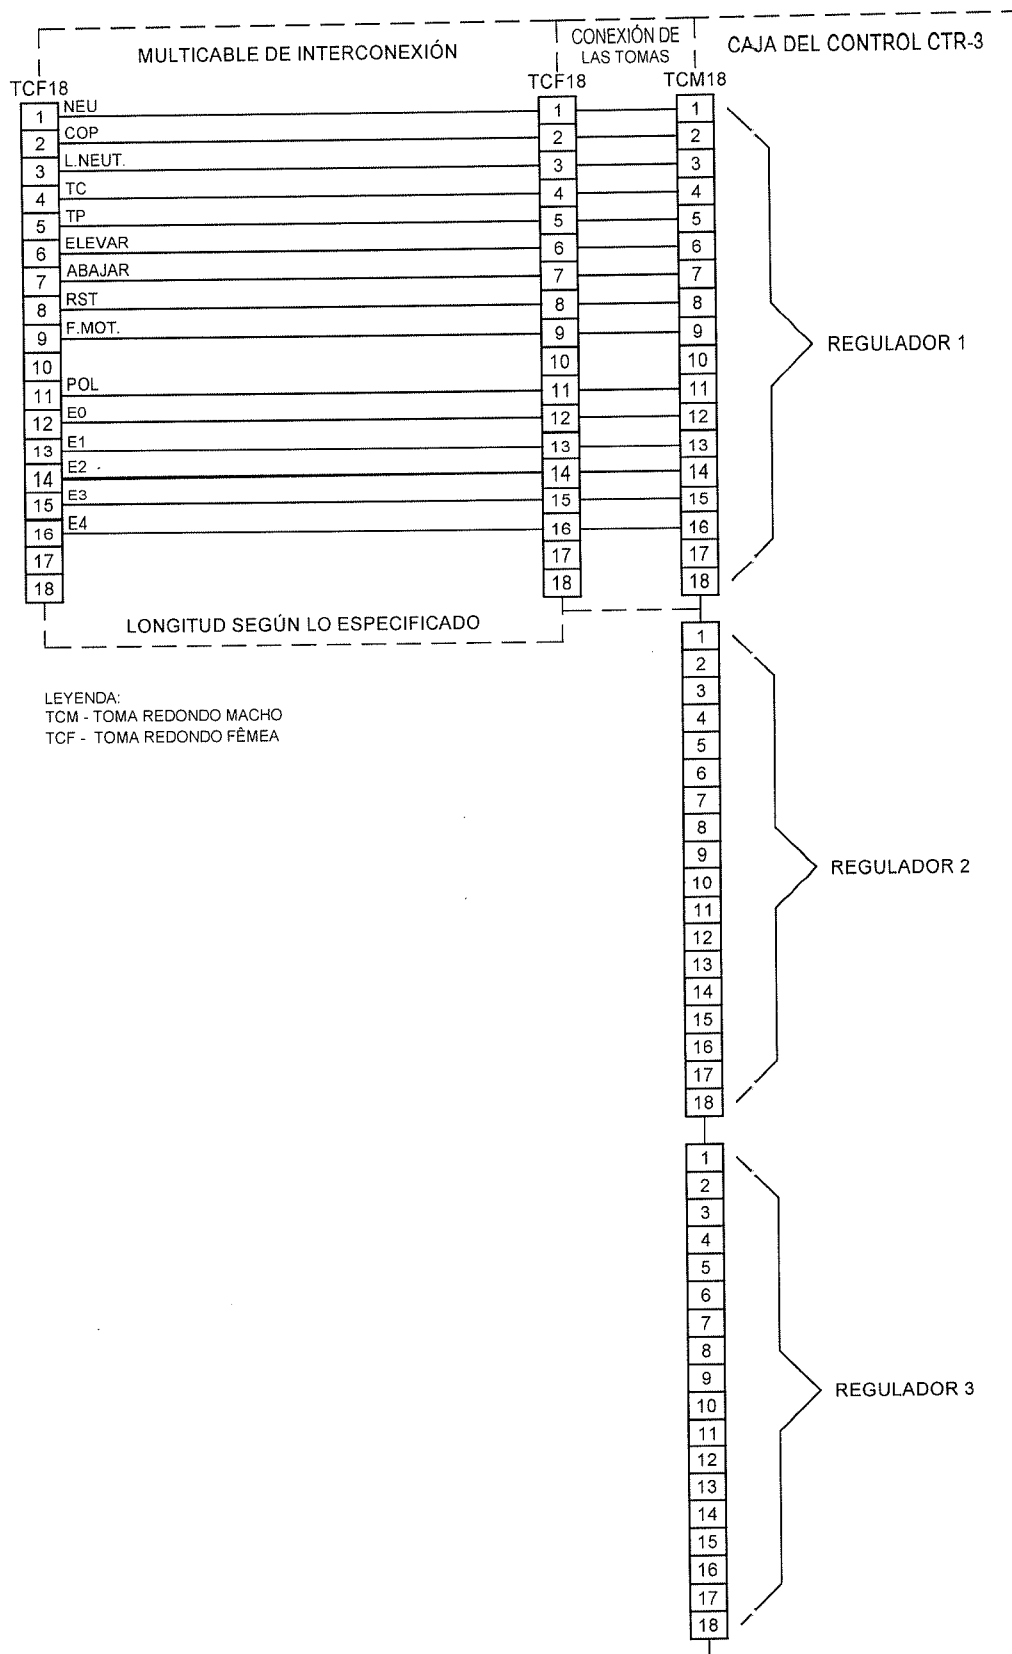 MULTICABLE DE INTERCONEXIÓN
CONEXIÓN DE
LAS TOMAS
CAJA DEL CONTROL CTR-3
TCF18
TCF18
TCM18
1 NEU 1 1
2 COP 2 2
3 L.NEUT. 3 3
4 TC 4 4
5 TP 5 5
6 ELEVAR 6 6
7 ABAJAR 7 7
8 RST 8 8
9 F.MOT. 9 9
10 10 10
11 POL 11 11
12 E0 12 12
13 E1 13 13
14 E2 14 14
15 E3 15 15
16 E4 16 16
17 17 17
18 18 18
REGULADOR 1
LONGITUD SEGÚN LO ESPECIFICADO
LEYENDA:
TCM - TOMA REDONDO MACHO
TCF - TOMA REDONDO FÊMEA
1
2
3
4
5
6
7
8
9
10
11
12
13
14
15
16
17
18
REGULADOR 2
1
2
3
4
5
6
7
8
9
10
11
12
13
14
15
16
17
18
REGULADOR 3